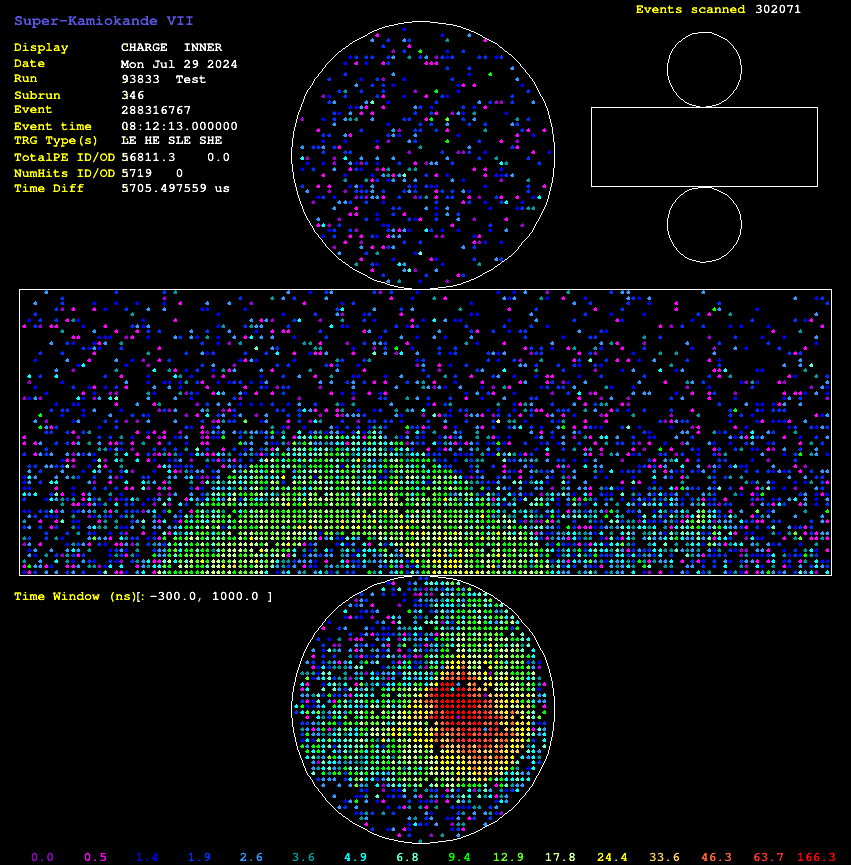 Super-Kamiokande VII
Events scanned 302071
Display CHARGE INNER
Date Mon Jul 29 2024
Run 93833 Test
Subrun 346
Event 288316767
Event time 08:12:13.000000
TRG Type(s) LE HE SLE SHE
TotalPE ID/OD 56811.3 0.0
NumHits ID/OD 5719 0
Time Diff 5705.497559 us
Time Window (ns)[: −300.0, 1000.0 ]
0.0 0.5 1.4 1.9 2.6 3.6 4.9 6.8 9.4 12.9 17.8 24.4 33.6 46.3 63.7 166.3